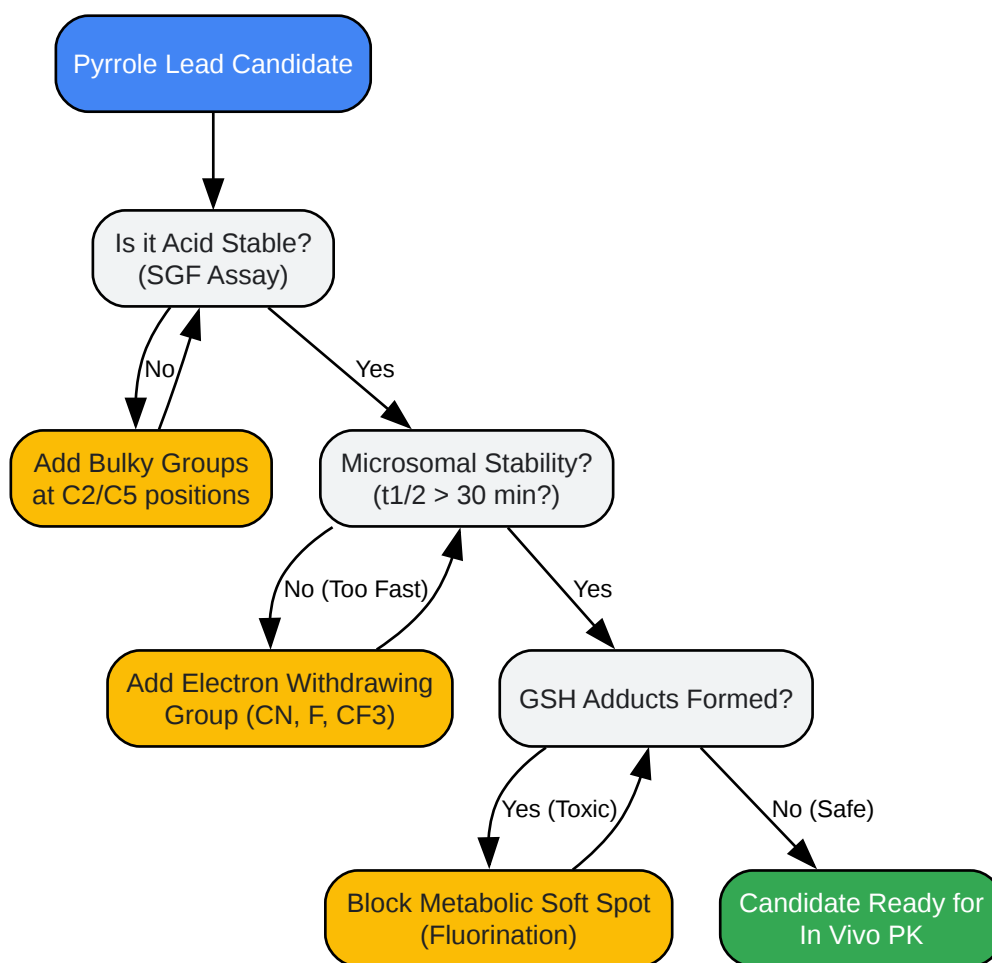 Pyrrole Lead Candidate
Is it Acid Stable?
(SGF Assay)
No
Yes
Add Bulky Groups
at C2/C5 positions
Microsomal Stability?
(t1/2 > 30 min?)
No (Too Fast)
Yes
Add Electron Withdrawing
Group (CN, F, CF3)
GSH Adducts Formed?
Yes (Toxic)
No (Safe)
Block Metabolic Soft Spot
(Fluorination)
Candidate Ready for
In Vivo PK